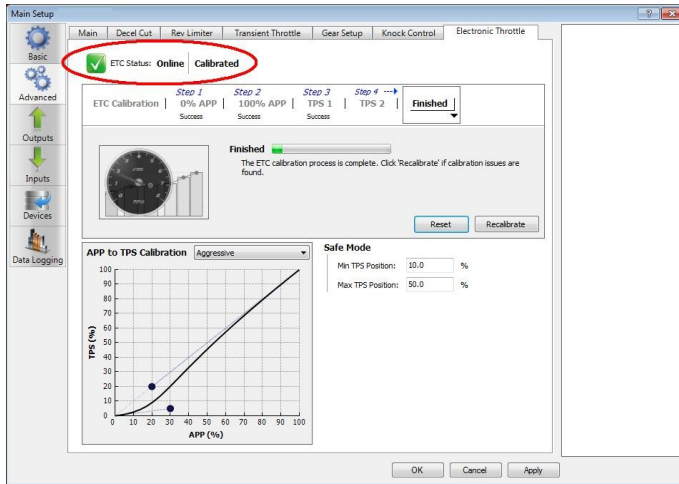 Main Setup
Main Decel Cut Rev Limiter Transient Throttle Gear Setup Knock Control Electronic Throttle
Basic
Advanced
Outputs
Inputs
Devices
Data Logging
ETC Status: Online Calibrated
Step 1 Step 2 Step 3 Step 4
ETC Calibration 0% APP 100% APP TPS 1 TPS 2 Finished
Success Success Success
Finished
The ETC calibration process is complete. Click 'Recalibrate' if calibration issues are
found.
Reset Recalibrate
APP to TPS Calibration Aggressive
Safe Mode
Min TPS Position: 10.0 %
Max TPS Position: 50.0 %
100
90
80
70
60
50
40
30
20
10
0
TPS (%)
0 10 20 30 40 50 60 70 80 90 100
APP (%)
OK Cancel Apply